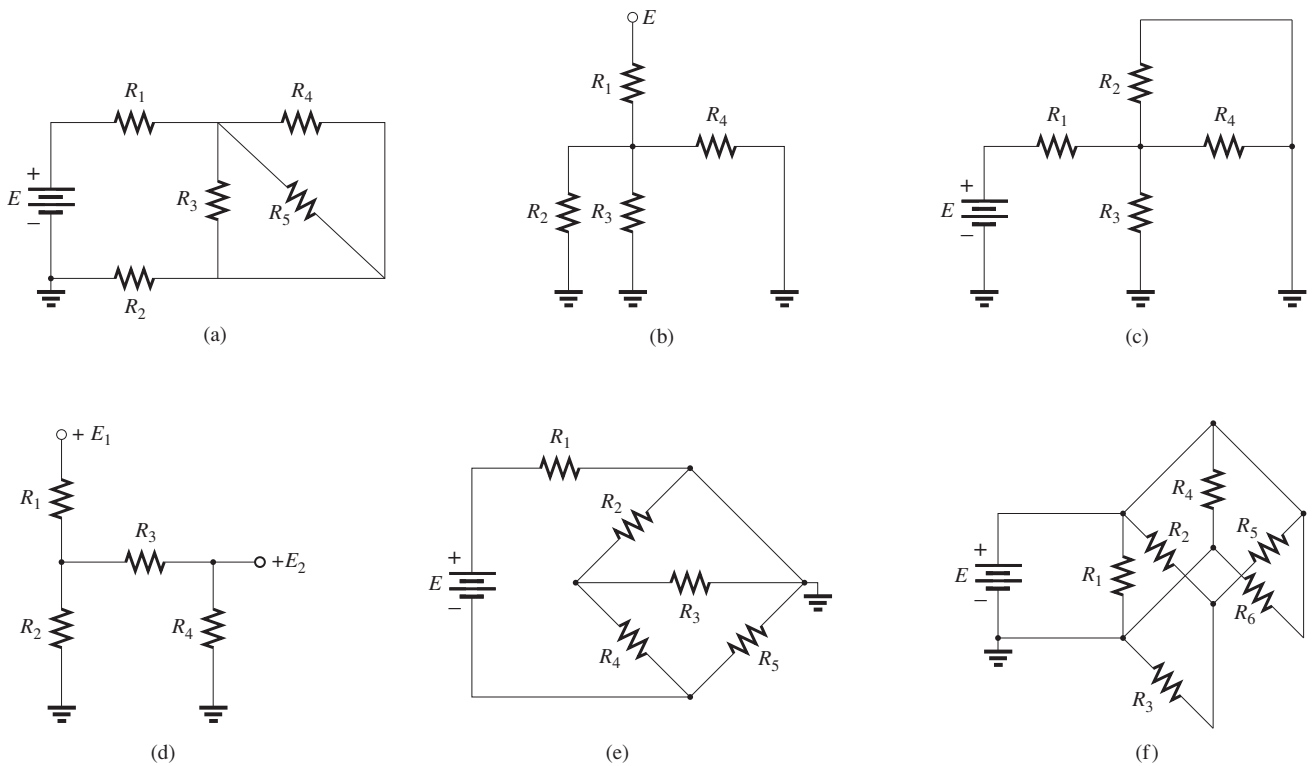 E
R1
R4
R3
R5
R2
+
E
−
(a)
E
R1
R4
R2
R3
(b)
R2
R1
R4
R3
+
E
−
(c)
+ E1
R1
R3
+E2
R2
R4
(d)
R1
R2
+
E
−
R3
R4
R5
(e)
R4
R2
R5
+
E
−
R1
R6
R3
(f)